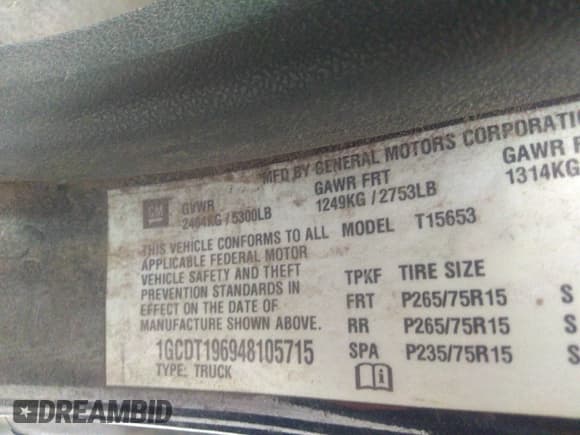 MFD BY GENERAL MOTORS CORPORATIO
GM GVWR GAWR FRT GAWR
2404KG / 5300LB 1249KG / 2753LB 1314KG
THIS VEHICLE CONFORMS TO ALL MODEL T15653
APPLICABLE FEDERAL MOTOR
VEHICLE SAFETY AND THEFT TPKF TIRE SIZE
PREVENTION STANDARDS IN FRT P265/75R15 S
EFFECT ON THE DATE OF RR P265/75R15 S
MANUFACTURE SHOWN ABOVE. SPA P235/75R15 S
1GCDT196948105715
TYPE: TRUCK
DREAMBID